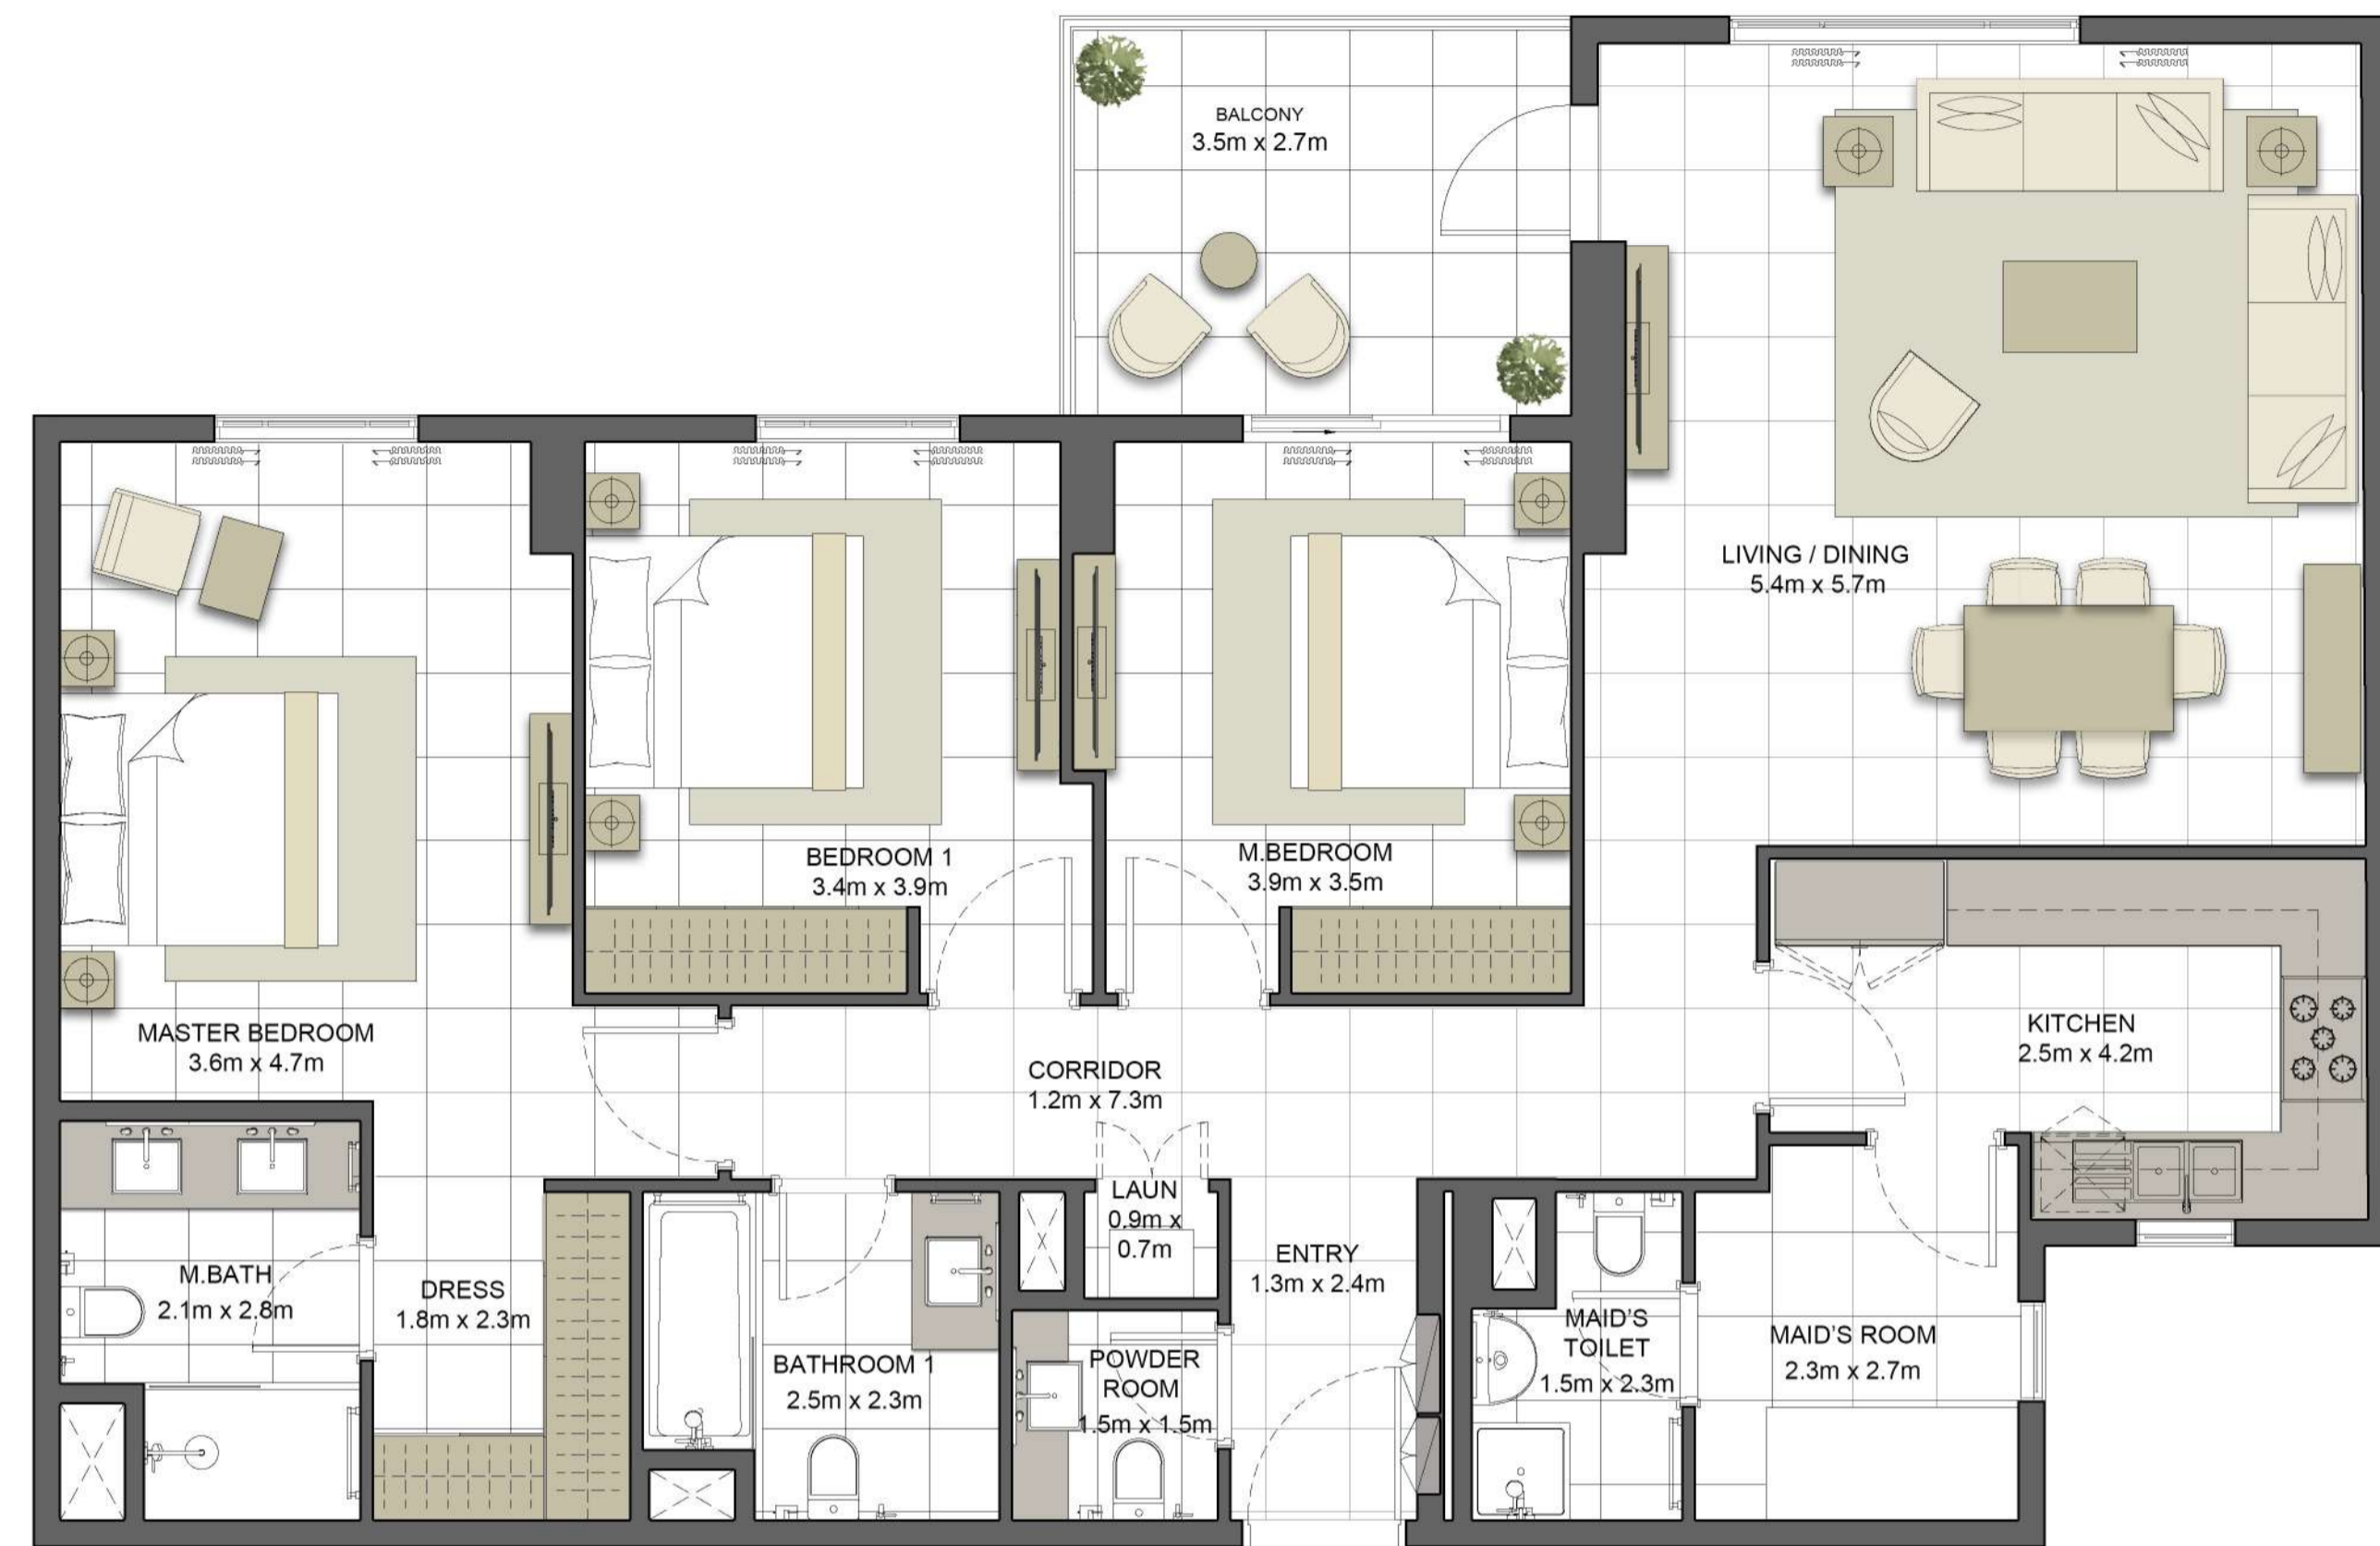 BALCONY
3.5m x 2.7m
LIVING / DINING
5.4m x 5.7m
BEDROOM 1
3.4m x 3.9m
M.BEDROOM
3.9m x 3.5m
MASTER BEDROOM
3.6m x 4.7m
KITCHEN
2.5m x 4.2m
CORRIDOR
1.2m x 7.3m
LAUN
0.9m x
0.7m
ENTRY
1.3m x 2.4m
M.BATH
2.1m x 2.8m
DRESS
1.8m x 2.3m
BATHROOM 1
2.5m x 2.3m
POWDER
ROOM
1.5m x 1.5m
MAID'S
TOILET
1.5m x 2.3m
MAID'S ROOM
2.3m x 2.7m